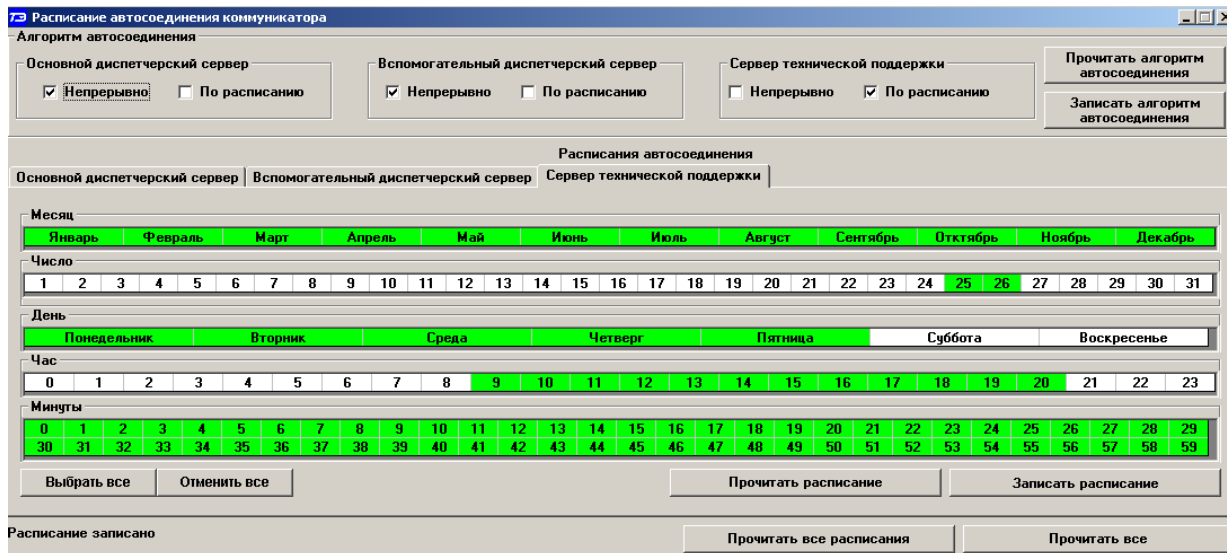 ТЭ Расписание автосоединения коммуникатора
Алгоритм автосоединения
Основной диспетчерский сервер Вспомогательный диспетчерский сервер Сервер технической поддержки
Непрерывно По расписанию Непрерывно По расписанию Непрерывно По расписанию
Прочитать алгоритм
автосоединения
Записать алгоритм
автосоединения
Расписания автосоединения
Основной диспетчерский сервер Вспомогательный диспетчерский сервер Сервер технической поддержки
Месяц
Январь Февраль Март Апрель Май Июнь Июль Август Сентябрь Отктябрь Ноябрь Декабрь
Число
1 2 3 4 5 6 7 8 9 10 11 12 13 14 15 16 17 18 19 20 21 22 23 24 25 26 27 28 29 30 31
День
Понедельник Вторник Среда Четверг Пятница Суббота Воскресенье
Час
0 1 2 3 4 5 6 7 8 9 10 11 12 13 14 15 16 17 18 19 20 21 22 23
Минуты
0 1 2 3 4 5 6 7 8 9 10 11 12 13 14 15 16 17 18 19 20 21 22 23 24 25 26 27 28 29
30 31 32 33 34 35 36 37 38 39 40 41 42 43 44 45 46 47 48 49 50 51 52 53 54 55 56 57 58 59
Выбрать все Отменить все Прочитать расписание Записать расписание
Расписание записано Прочитать все расписания Прочитать все